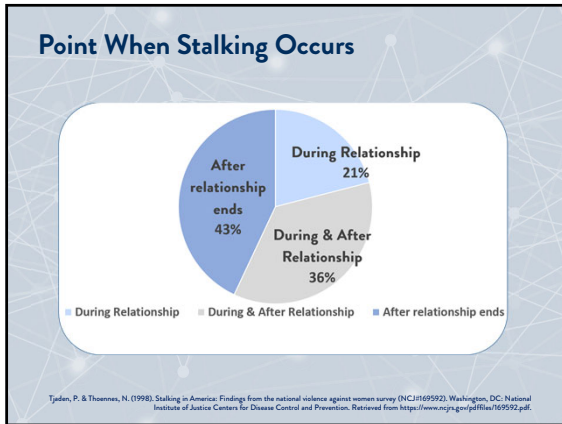 Point When Stalking Occurs
During Relationship
21%
After
relationship
ends
43%
During & After
Relationship
36%
During Relationship
During & After Relationship
After relationship ends
Tjaden, P. & Thoennes, N. (1998). Stalking in America: Findings from the national violence against women survey (NCJ#169592). Washington, DC: National
Institute of Justice Centers for Disease Control and Prevention. Retrieved from https://www.ncjrs.gov/pdffiles/169592.pdf.